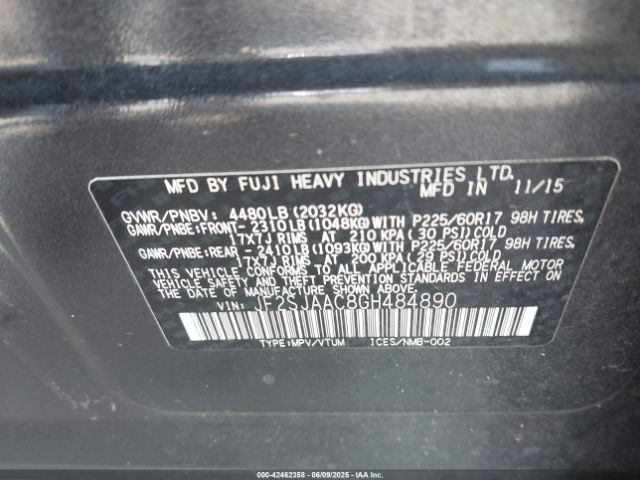 MFD BY FUJI HEAVY INDUSTRIES LTD.
MFD IN 11/15
GVWR/PNBV: 4480LB(2032KG)
GAWR/PNBE:FRONT-2310LB(1048KG)WITH P225/60R17 98H TIRES,
17X7J RIMS AT 210 KPA(30 PSI)COLD
GAWR/PNBE:REAR -2410LB(1093KG)WITH P225/60R17 98H TIRES,
17X7J RIMS AT 200 KPA(29 PSI)COLD
THIS VEHICLE CONFORMS TO ALL APPLICABLE FEDERAL MOTOR
VEHICLE SAFETY AND THEFT PREVENTION STANDARDS IN EFFECT
ON THE DATE OF MANUFACTURE SHOWN ABOVE.
VIN: JF2SJAAC8GH484890
TYPE:MPV/VTUM ICES/NMB-002
000-42462358 - 06/09/2025 - © IAA, INC.